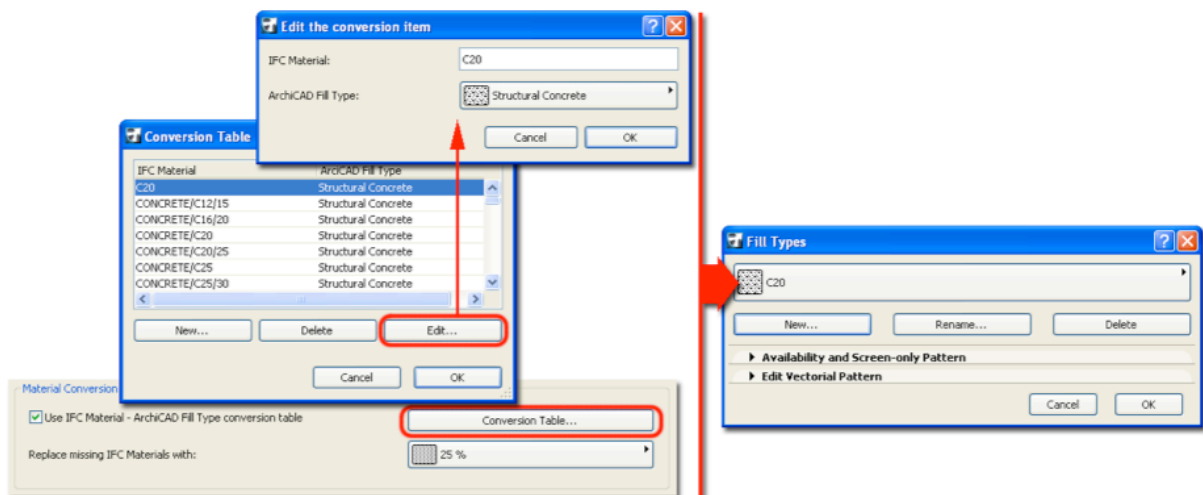 Edit the conversion item
IFC Material:
C20
ArchiCAD Fill Type:
Structural Concrete
Cancel
OK
Conversion Table
IFC Material ArciCAD Fill Type
C20 Structural Concrete
CONCRETE/C12/15 Structural Concrete
CONCRETE/C16/20 Structural Concrete
CONCRETE/C20 Structural Concrete
CONCRETE/C20/25 Structural Concrete
CONCRETE/C25 Structural Concrete
CONCRETE/C25/30 Structural Concrete
New... Delete Edit...
Cancel OK
Material Conversion
Use IFC Material - ArchiCAD Fill Type conversion table
Conversion Table...
Replace missing IFC Materials with:
25 %
Fill Types
C20
New... Rename... Delete
Availability and Screen-only Pattern
Edit Vectorial Pattern
Cancel OK